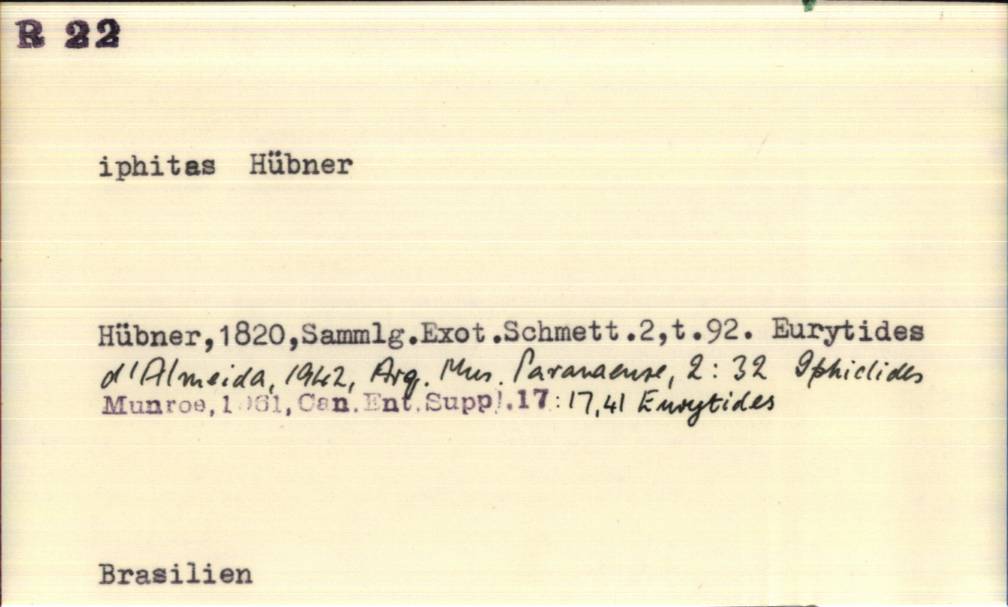 R 22
iphitas Hübner
Hübner,1820,Sammlg.Exot.Schmett.2,t.92. Eurytides
d'Almeida, 1942, Arq. Mus. Paranaense, 2: 32 Iphiclides
Munroe,1961,Can.Ent.Suppl.17:17,41 Eurytides
Brasilien